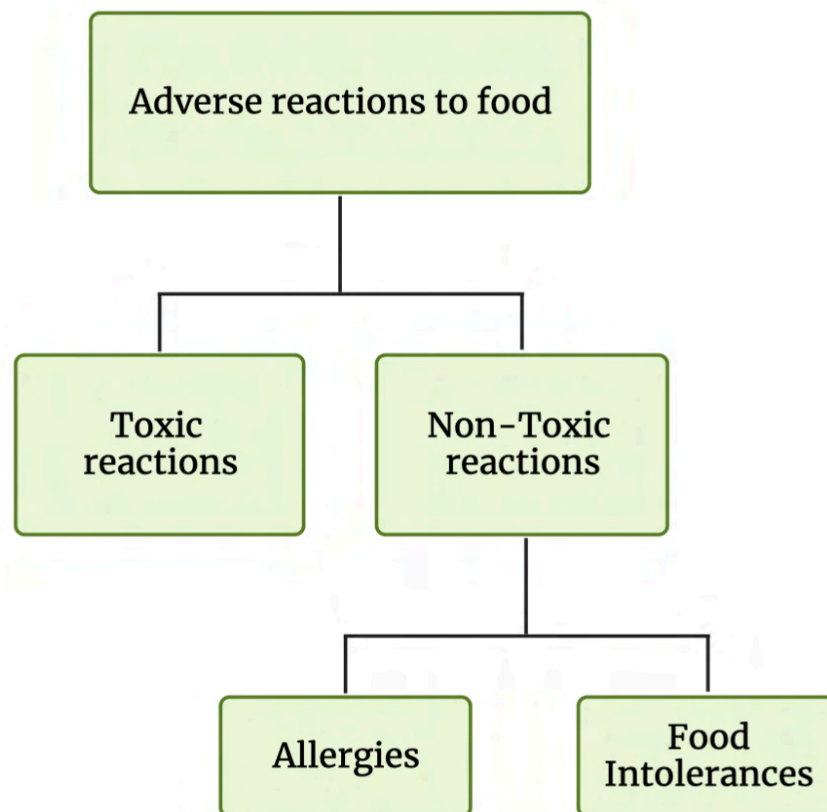 Adverse reactions to food
Toxic
reactions
Non-Toxic
reactions
Allergies
Food
Intolerances